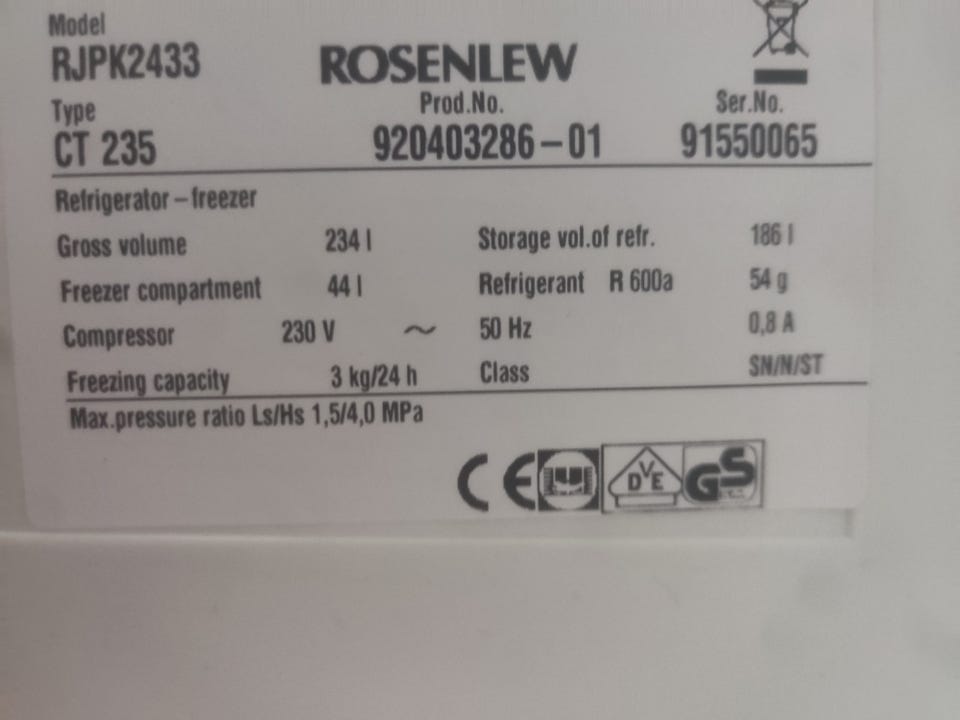 Model
RJPK2433 ROSENLEW
Type Prod.No. Ser.No.
CT 235 920403286-01 91550065
Refrigerator-freezer
Gross volume 234 l Storage vol.of refr. 186 l
Freezer compartment 44 l Refrigerant R 600a 54 g
Compressor 230 V ~ 50 Hz 0,8 A
Freezing capacity 3 kg/24 h Class SN/N/ST
Max.pressure ratio Ls/Hs 1,5/4,0 MPa
CE DVE GS